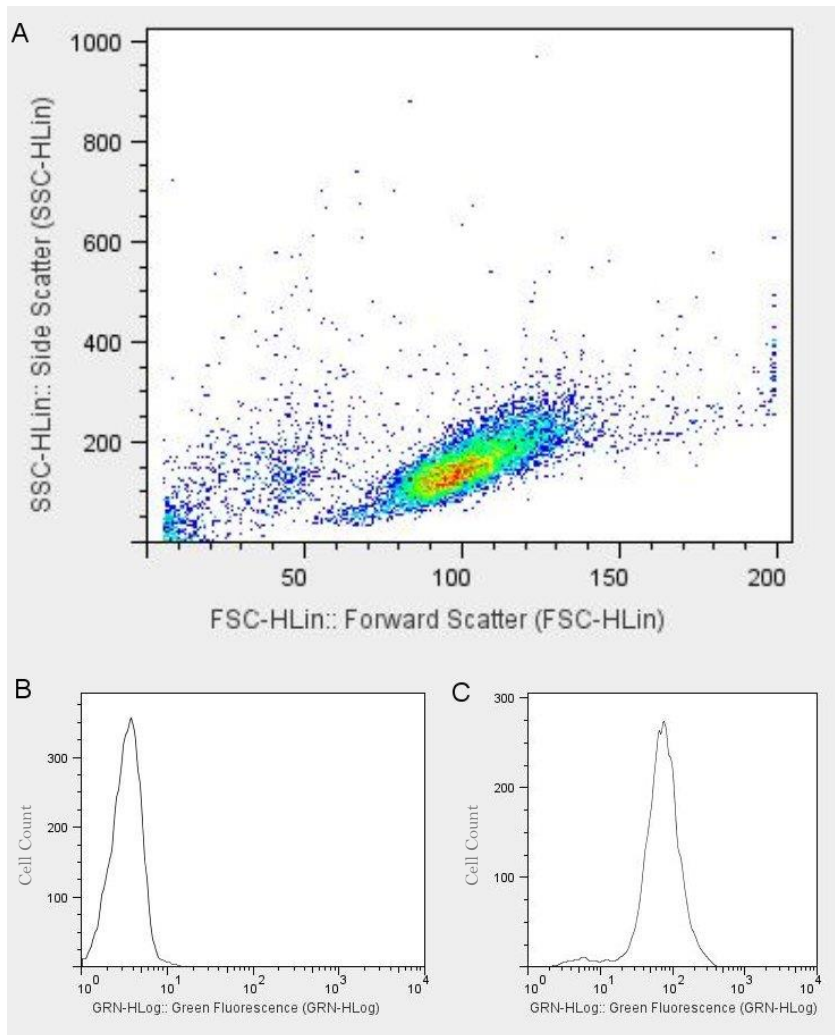 A
1000
800
600
400
200
SSC-HLin:: Side Scatter (SSC-HLin)
50 100 150 200
FSC-HLin:: Forward Scatter (FSC-HLin)
B
300
200
100
Cell Count
10^0 10^1 10^2 10^3 10^4
GRN-HLog:: Green Fluorescence (GRN-HLog)
C
300
200
100
Cell Count
10^0 10^1 10^2 10^3 10^4
GRN-HLog:: Green Fluorescence (GRN-HLog)